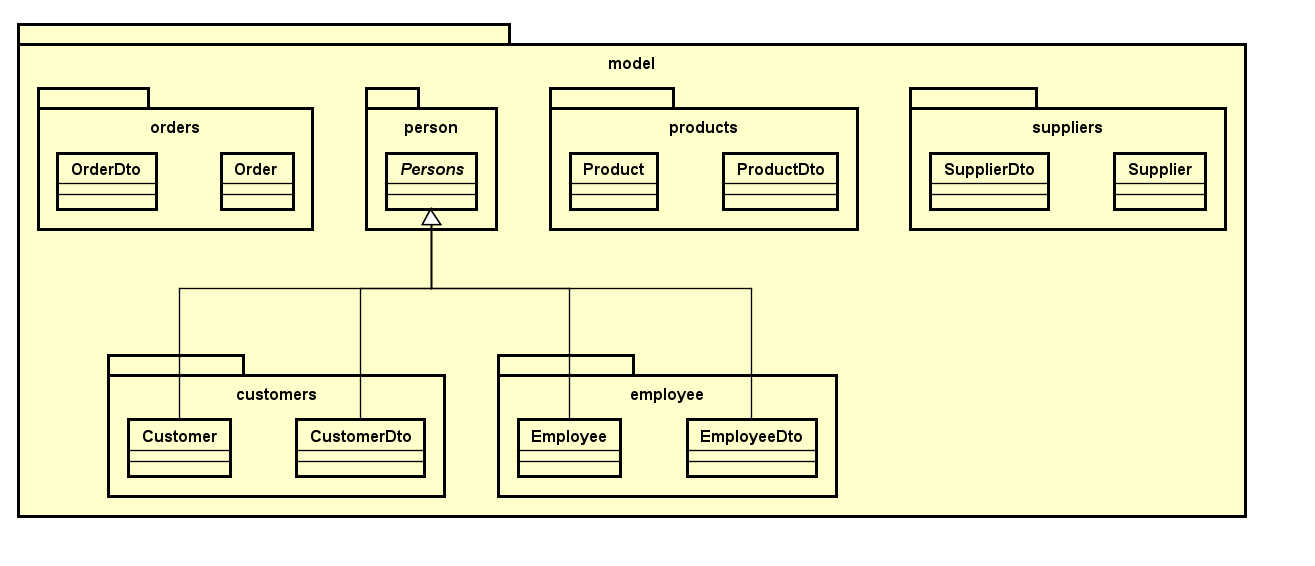 model
orders
person
products
suppliers
OrderDto
Order
Persons
Product
ProductDto
SupplierDto
Supplier
customers
employee
Customer
CustomerDto
Employee
EmployeeDto